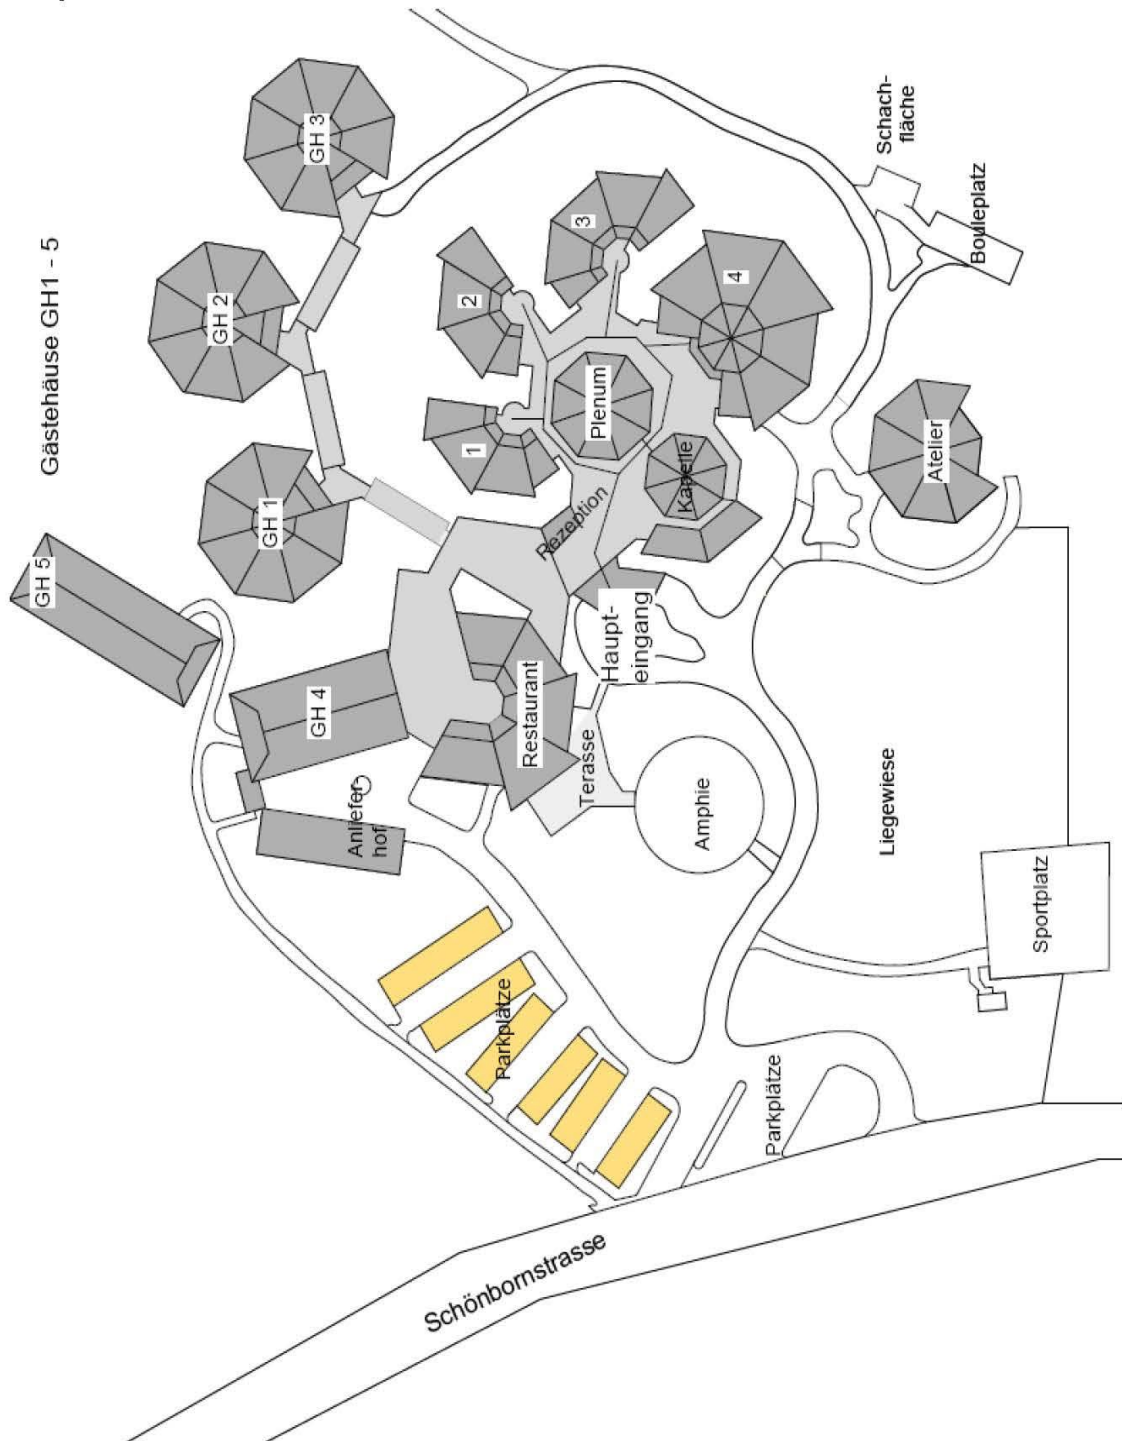 Gästehäuse GH1 - 5
GH 5
GH 4
GH 1
GH 2
GH 3
1
2
3
4
Plenum
Kapelle
Rezeption
Haupt-
eingang
Restaurant
Terasse
Anliefer-
hof
Amphie
Atelier
Schach-
fläche
Bouleplatz
Liegewiese
Sportplatz
Parkplätze
Parkplätze
Schönbornstrasse